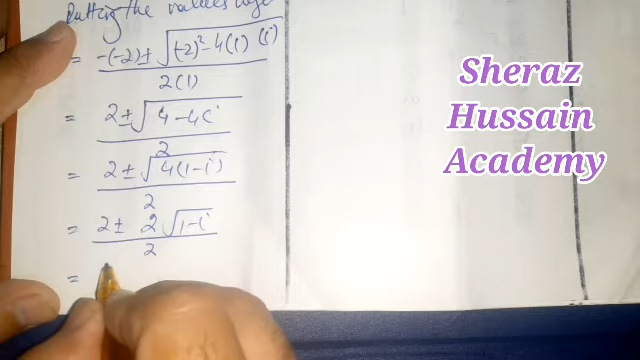 Putting the values
= -(-2) ± √(-2)² - 4(1) (i)
2(1)
= 2 ± √4 - 4i
2
= 2 ± √4(1 - i)
2
= 2 ± 2√1-i
2
=
Sheraz
Hussain
Academy